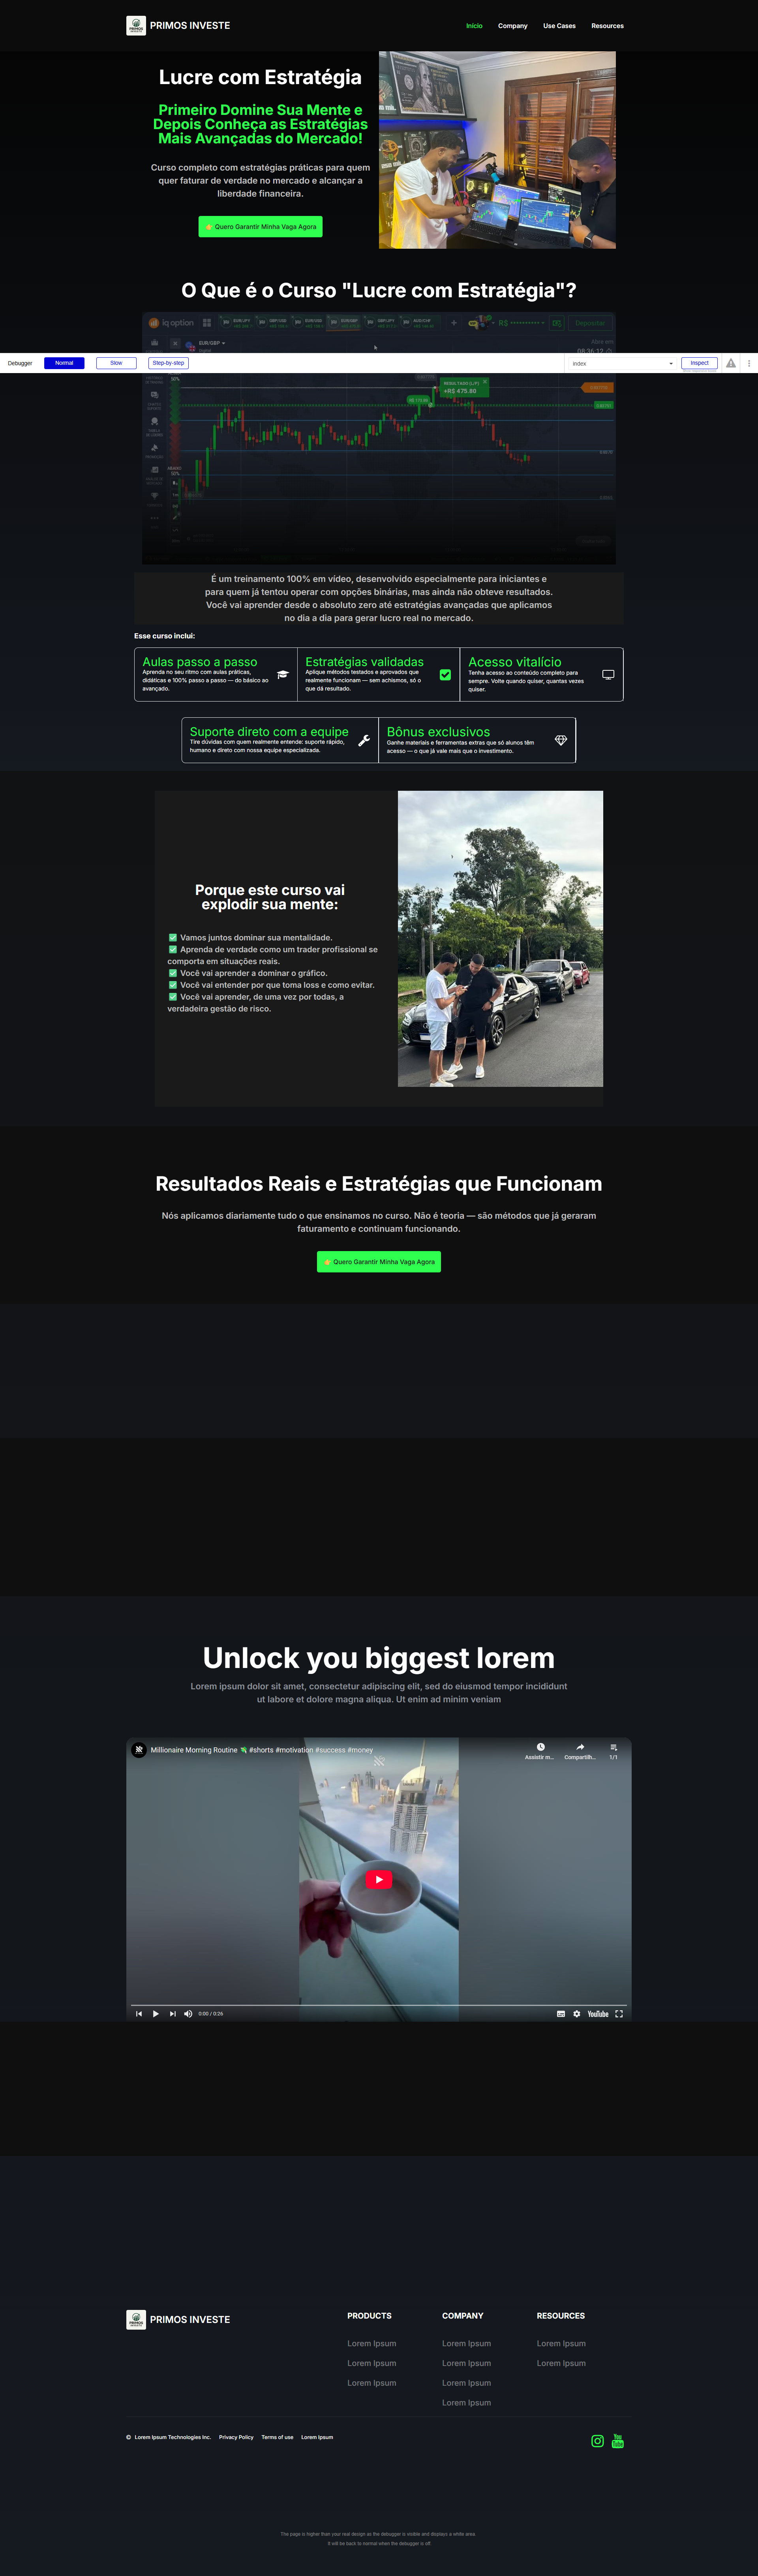 PRIMOS INVESTE
Início Company Use Cases Resources
Lucre com Estratégia
Primeiro Domine Sua Mente e
Depois Conheça as Estratégias
Mais Avançadas do Mercado!
Curso completo com estratégias práticas para quem
quer faturar de verdade no mercado e alcançar a
liberdade financeira.
Quero Garantir Minha Vaga Agora
O Que é o Curso "Lucre com Estratégia"?
iq option
EUR/GBP
Debugger Normal Slow Step-by-step index Inspect
RESULTADO (L/P)
+R$ 475.80
É um treinamento 100% em vídeo, desenvolvido especialmente para iniciantes e
para quem já tentou operar com opções binárias, mas ainda não obteve resultados.
Você vai aprender desde o absoluto zero até estratégias avançadas que aplicamos
no dia a dia para gerar lucro real no mercado.
Esse curso inclui:
Aulas passo a passo
Aprenda no seu ritmo com aulas práticas,
didáticas e 100% passo a passo — do básico ao
avançado.
Estratégias validadas
Aplique métodos testados e aprovados que
realmente funcionam — sem achismos, só o
que dá resultado.
Acesso vitalício
Tenha acesso ao conteúdo completo para
sempre. Volte quando quiser, quantas vezes
quiser.
Suporte direto com a equipe
Tire dúvidas com quem realmente entende: suporte rápido,
humano e direto com nossa equipe especializada.
Bônus exclusivos
Ganhe materiais e ferramentas extras que só alunos têm
acesso — o que já vale mais que o investimento.
Porque este curso vai
explodir sua mente:
Vamos juntos dominar sua mentalidade.
Aprenda de verdade como um trader profissional se
comporta em situações reais.
Você vai aprender a dominar o gráfico.
Você vai entender por que toma loss e como evitar.
Você vai aprender, de uma vez por todas, a
verdadeira gestão de risco.
Resultados Reais e Estratégias que Funcionam
Nós aplicamos diariamente tudo o que ensinamos no curso. Não é teoria — são métodos que já geraram
faturamento e continuam funcionando.
Quero Garantir Minha Vaga Agora
Unlock you biggest lorem
Lorem ipsum dolor sit amet, consectetur adipiscing elit, sed do eiusmod tempor incididunt
ut labore et dolore magna aliqua. Ut enim ad minim veniam
Millionaire Morning Routine 💸 #shorts #motivation #success #money
Assistir m... Compartilh... 1/1
0:00 / 0:26
YouTube
PRIMOS INVESTE
PRODUCTS
Lorem Ipsum
Lorem Ipsum
Lorem Ipsum
COMPANY
Lorem Ipsum
Lorem Ipsum
Lorem Ipsum
Lorem Ipsum
RESOURCES
Lorem Ipsum
Lorem Ipsum
© Lorem Ipsum Technologies Inc. Privacy Policy Terms of use Lorem Ipsum
You
Tube
The page is higher than your real design as the debugger is visible and displays a white area.
It will be back to normal when the debugger is off.